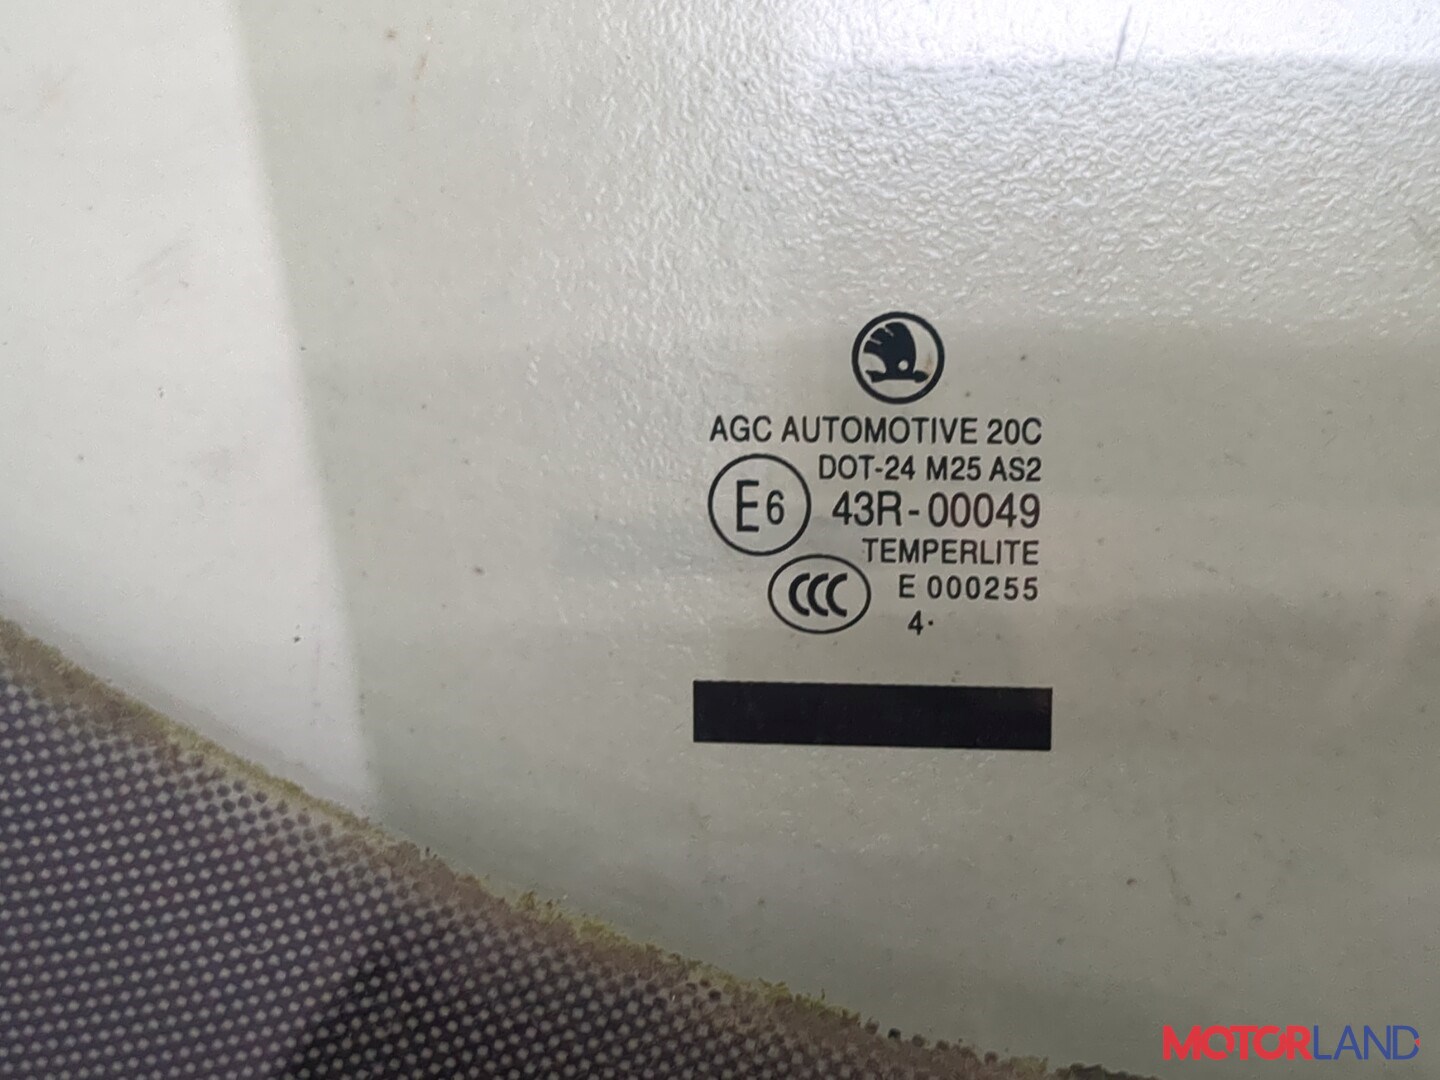 AGC AUTOMOTIVE 20C
DOT-24 M25 AS2
E6 43R-00049
TEMPERLITE
CCC E 000255
4·
MOTORLAND